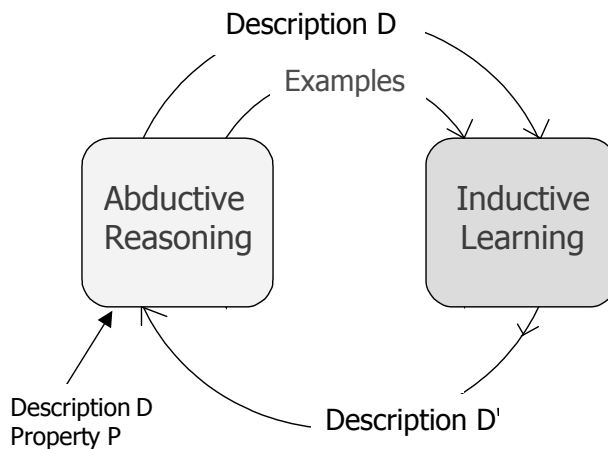 Description D
Examples
Abductive
Reasoning
Inductive
Learning
Description D
Property P
Description D'